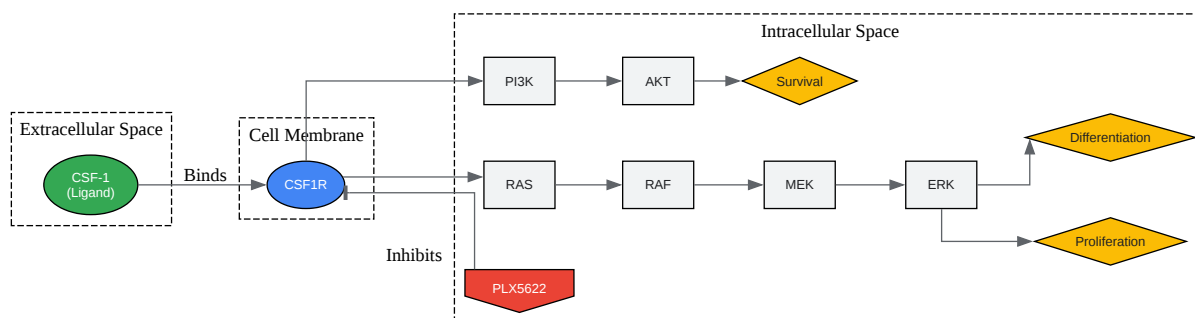 Intracellular Space
PI3K
AKT
Survival
Extracellular Space
Cell Membrane
Differentiation
CSF-1
(Ligand)
Binds
CSF1R
RAS
RAF
MEK
ERK
Proliferation
Inhibits
PLX5622